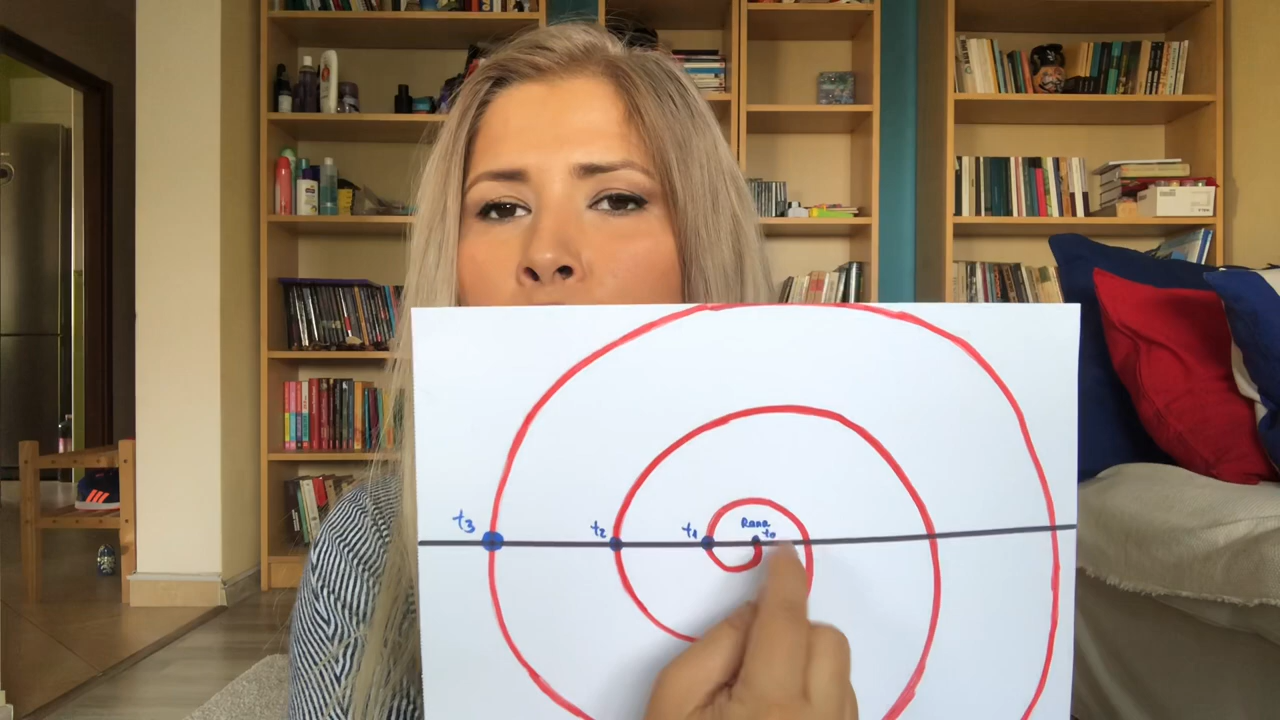 Rana
t₃ t₂ t₁ t₀